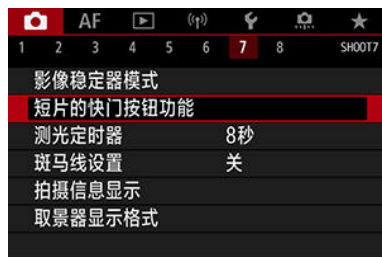 AF
1 2 3 4 5 6 7 8 SHOOT7
影像稳定器模式
短片的快门按钮功能
测光定时器 8秒
斑马线设置 关
拍摄信息显示
取景器显示格式